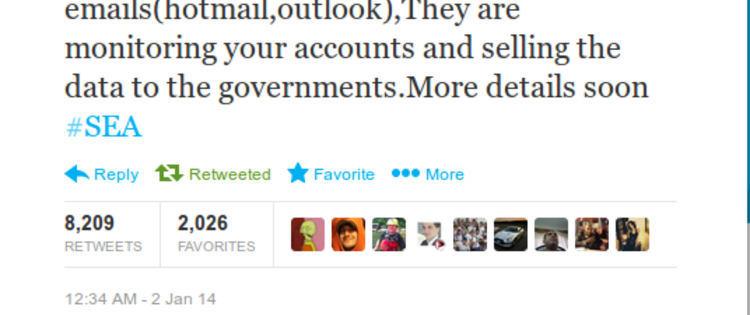 emails(hotmail,outlook),They are
monitoring your accounts and selling the
data to the governments.More details soon
#SEA
Reply Retweeted Favorite More
8,209 2,026
RETWEETS FAVORITES
12:34 AM - 2 Jan 14